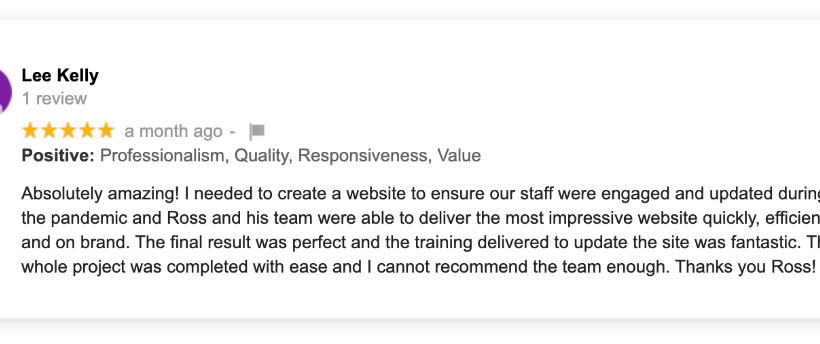 Lee Kelly
1 review
a month ago -
Positive: Professionalism, Quality, Responsiveness, Value
Absolutely amazing! I needed to create a website to ensure our staff were engaged and updated
the pandemic and Ross and his team were able to deliver the most impressive website quickly,
and on brand. The final result was perfect and the training delivered to update the site was fantastic.
whole project was completed with ease and I cannot recommend the team enough. Thanks you Ross!